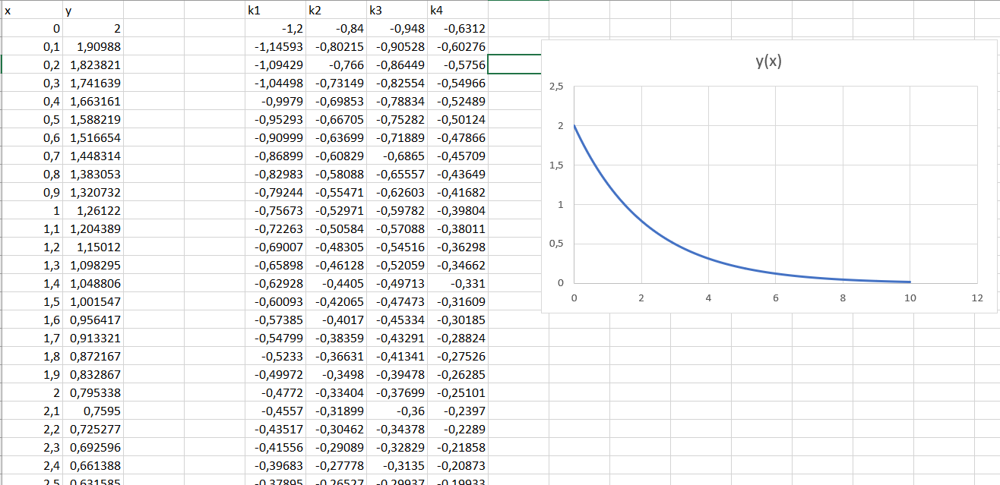 x y k1 k2 k3 k4
0 2 -1,2 -0,84 -0,948 -0,6312
0,1 1,90988 -1,14593 -0,80215 -0,90528 -0,60276
0,2 1,823821 -1,09429 -0,766 -0,86449 -0,5756
0,3 1,741639 -1,04498 -0,73149 -0,82554 -0,54966
0,4 1,663161 -0,9979 -0,69853 -0,78834 -0,52489
0,5 1,588219 -0,95293 -0,66705 -0,75282 -0,50124
0,6 1,516654 -0,90999 -0,63699 -0,71889 -0,47866
0,7 1,448314 -0,86899 -0,60829 -0,6865 -0,45709
0,8 1,383053 -0,82983 -0,58088 -0,65557 -0,43649
0,9 1,320732 -0,79244 -0,55471 -0,62603 -0,41682
1 1,26122 -0,75673 -0,52971 -0,59782 -0,39804
1,1 1,204389 -0,72263 -0,50584 -0,57088 -0,38011
1,2 1,15012 -0,69007 -0,48305 -0,54516 -0,36298
1,3 1,098295 -0,65898 -0,46128 -0,52059 -0,34662
1,4 1,048806 -0,62928 -0,4405 -0,49713 -0,331
1,5 1,001547 -0,60093 -0,42065 -0,47473 -0,31609
1,6 0,956417 -0,57385 -0,4017 -0,45334 -0,30185
1,7 0,913321 -0,54799 -0,38359 -0,43291 -0,28824
1,8 0,872167 -0,5233 -0,36631 -0,41341 -0,27526
1,9 0,832867 -0,49972 -0,3498 -0,39478 -0,26285
2 0,795338 -0,4772 -0,33404 -0,37699 -0,25101
2,1 0,7595 -0,4557 -0,31899 -0,36 -0,2397
2,2 0,725277 -0,43517 -0,30462 -0,34378 -0,2289
2,3 0,692596 -0,41556 -0,29089 -0,32829 -0,21858
2,4 0,661388 -0,39683 -0,27778 -0,3135 -0,20873
2,5 0,631585 -0,37895 -0,26527 -0,29937 -0,19933
y(x)
2,5
2
1,5
1
0,5
0
0 2 4 6 8 10 12